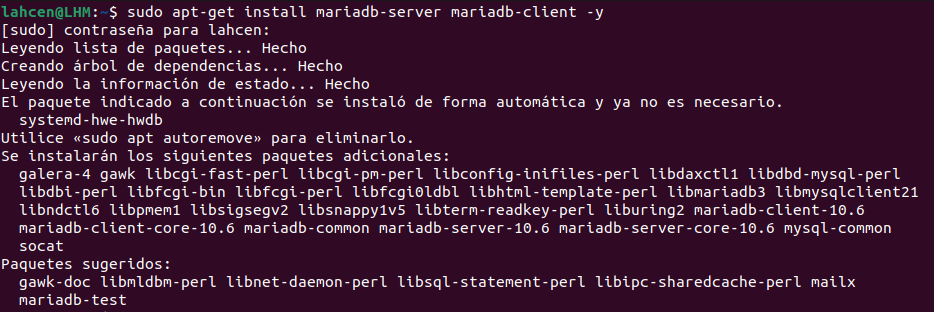 lahcen@LHM:~$ sudo apt-get install mariadb-server mariadb-client -y
[sudo] contraseña para lahcen:
Leyendo lista de paquetes... Hecho
Creando árbol de dependencias... Hecho
Leyendo la información de estado... Hecho
El paquete indicado a continuación se instaló de forma automática y ya no es necesario.
  systemd-hwe-hwdb
Utilice «sudo apt autoremove» para eliminarlo.
Se instalarán los siguientes paquetes adicionales:
  galera-4 gawk libcgi-fast-perl libcgi-pm-perl libconfig-inifiles-perl libdaxctl1 libdbd-mysql-perl
  libdbi-perl libfcgi-bin libfcgi-perl libfcgi0ldbl libhtml-template-perl libmariadb3 libmysqlclient21
  libndctl6 libpmem1 libsigsegv2 libsnappy1v5 libterm-readkey-perl liburing2 mariadb-client-10.6
  mariadb-client-core-10.6 mariadb-common mariadb-server-10.6 mariadb-server-core-10.6 mysql-common
  socat
Paquetes sugeridos:
  gawk-doc libmldbm-perl libnet-daemon-perl libsql-statement-perl libipc-sharedcache-perl mailx
  mariadb-test